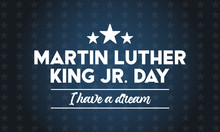 MARTIN LUTHER
KING JR. DAY
I have a dream